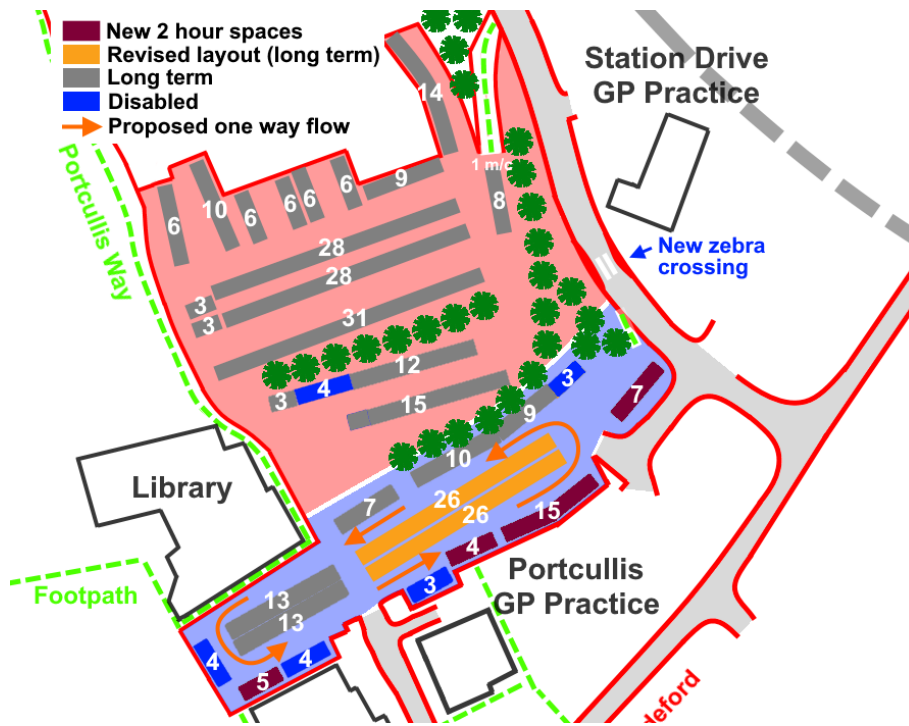 New 2 hour spaces
Revised layout (long term)
Long term
Disabled
Proposed one way flow
Station Drive
GP Practice
14
1 m/c
Portcullis Way
6
10
6
6
6
6
9
8
28
28
New zebra
crossing
3
3
31
12
4
3
15
3
7
9
10
Library
7
26
26
15
4
3
Portcullis
GP Practice
Footpath
13
13
4
4
5
deford